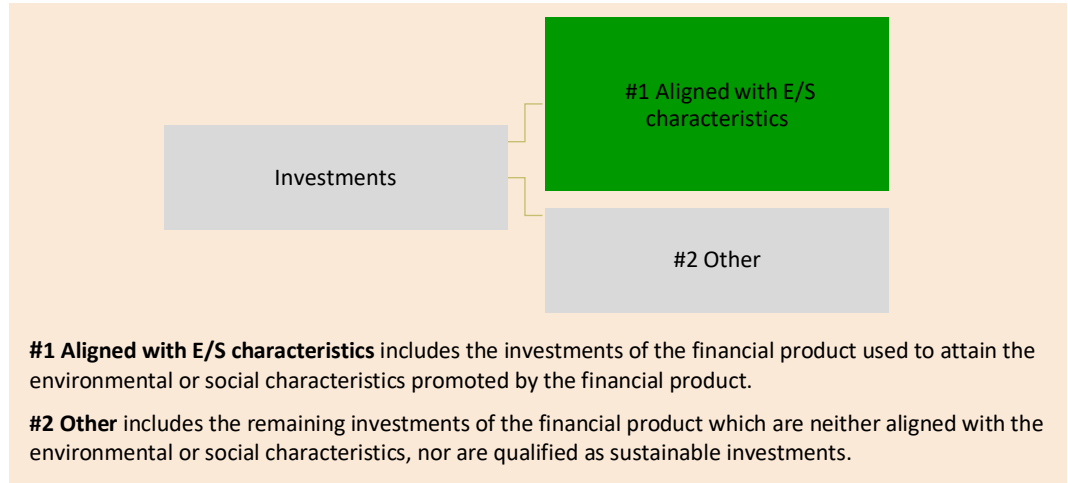 #1 Aligned with E/S
characteristics
Investments
#2 Other
#1 Aligned with E/S characteristics includes the investments of the financial product used to attain the
environmental or social characteristics promoted by the financial product.
#2 Other includes the remaining investments of the financial product which are neither aligned with the
environmental or social characteristics, nor are qualified as sustainable investments.